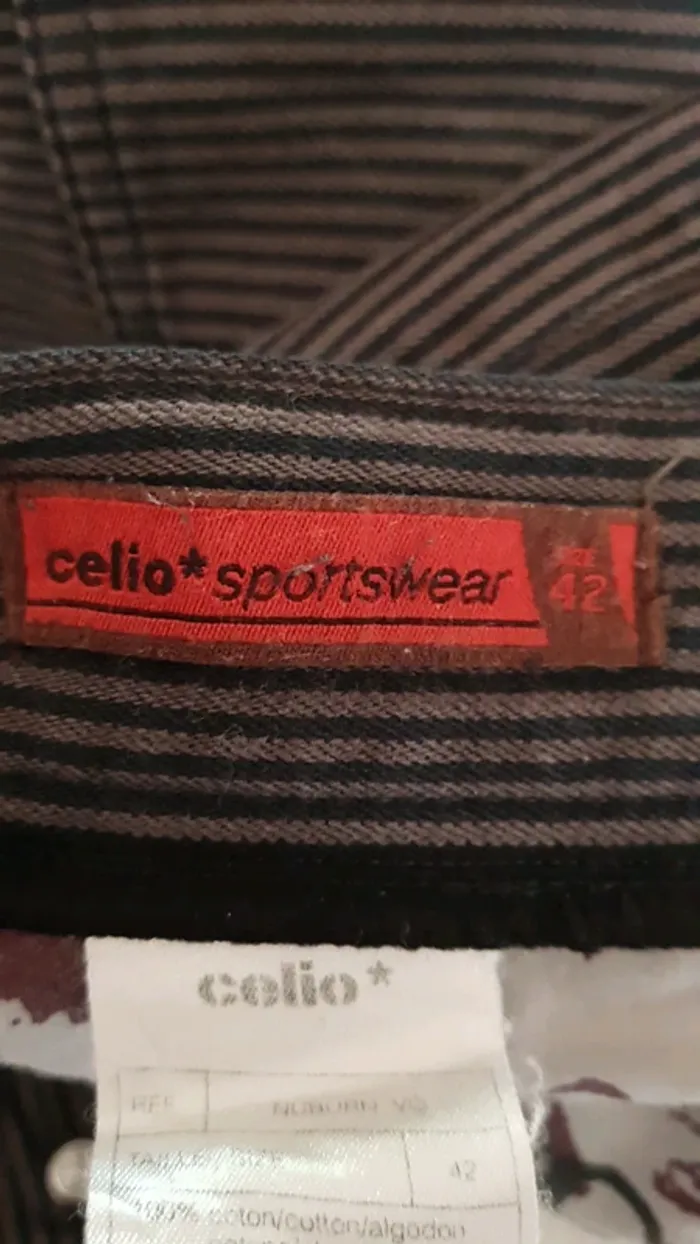 celio* sportswear
SIZE
42
celio*
REF
TAILLE / SIZE 42
100% coton/cotton/algodon